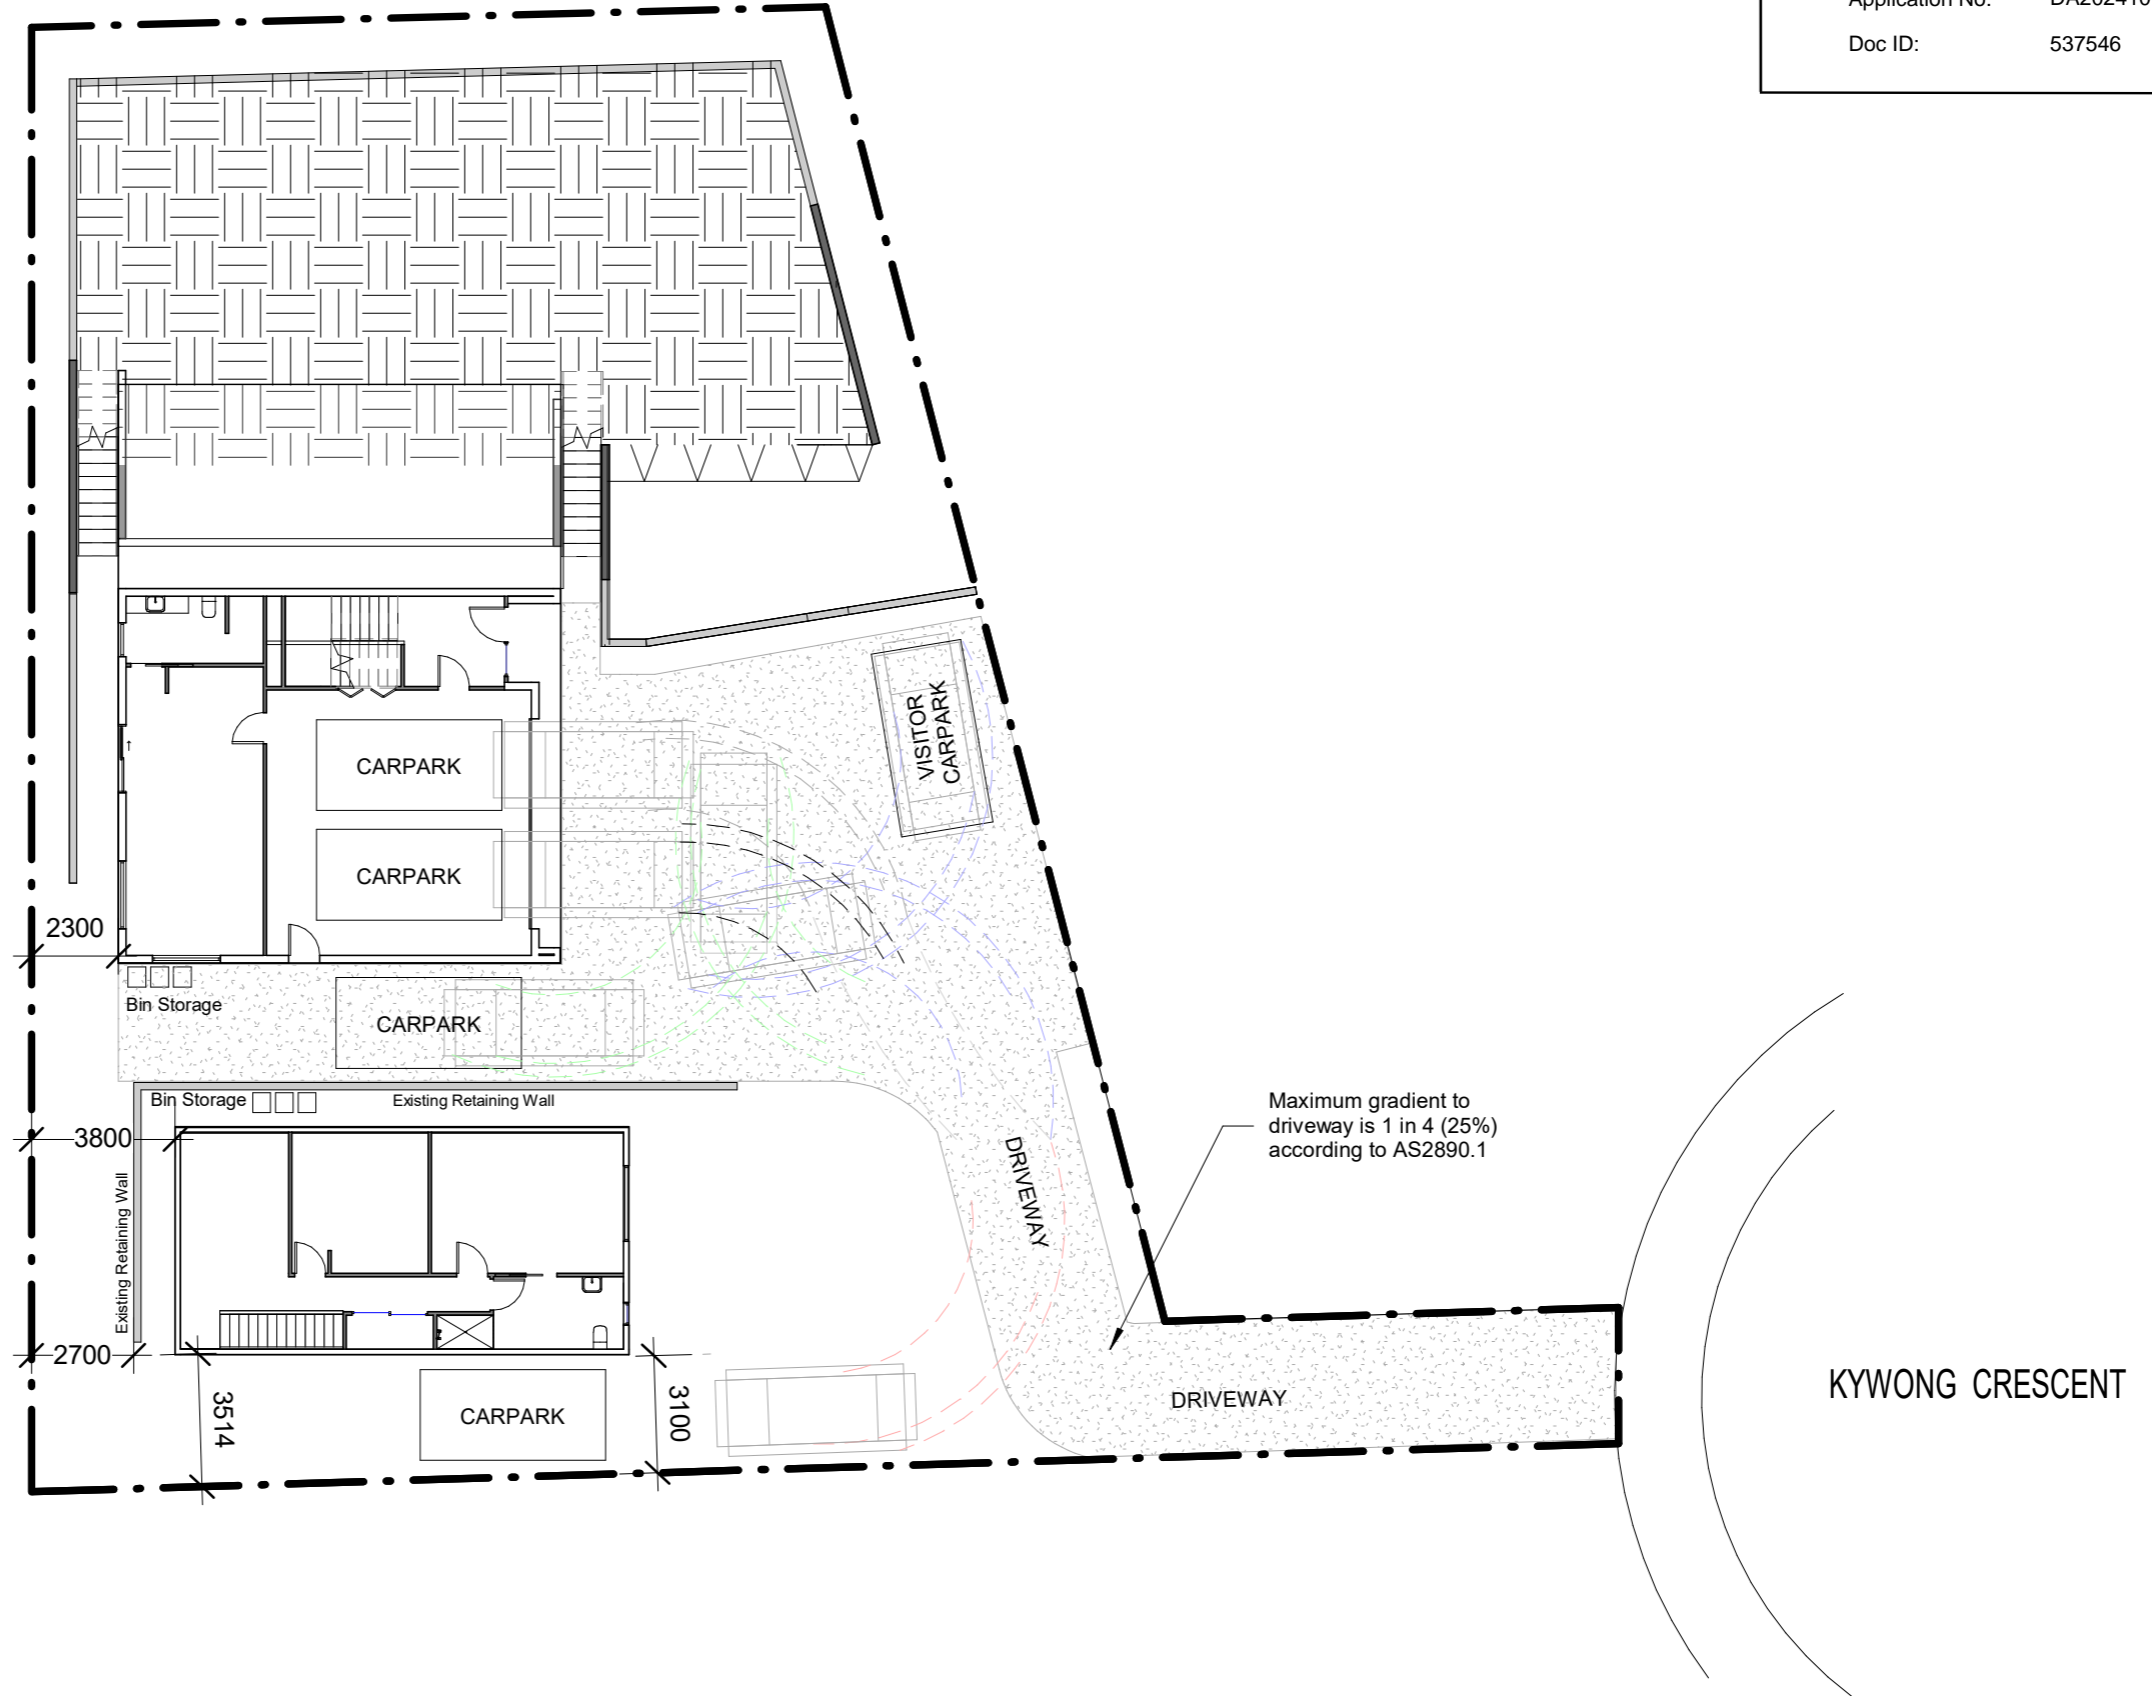 Doc ID: 537546
VISITOR
CARPARK
CARPARK
CARPARK
2300
Bin Storage
CARPARK
Bin Storage
Existing Retaining Wall
Maximum gradient to
driveway is 1 in 4 (25%)
according to AS2890.1
3800
DRIVEWAY
Existing Retaining Wall
2700
3514
CARPARK
3100
DRIVEWAY
KYWONG CRESCENT